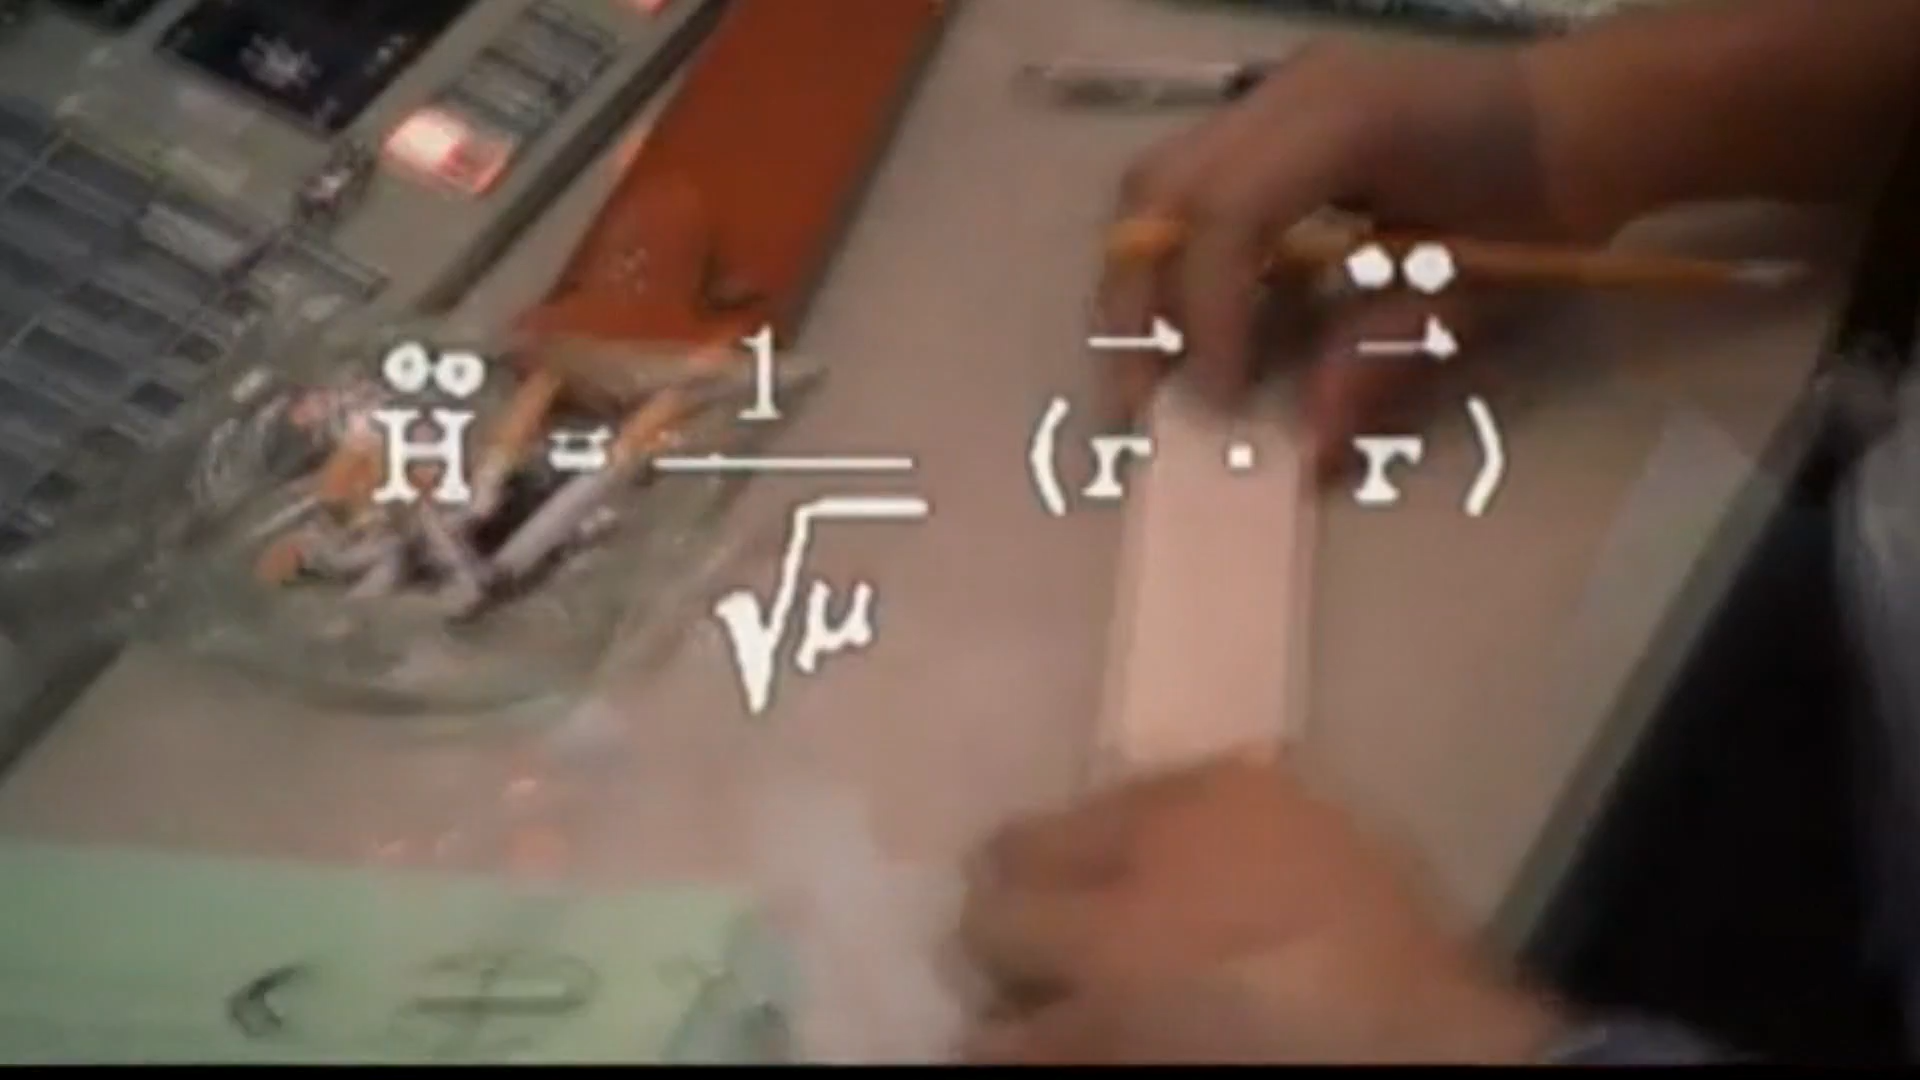 Ḧ = 1/√μ (r⃗ · r⃗̈)